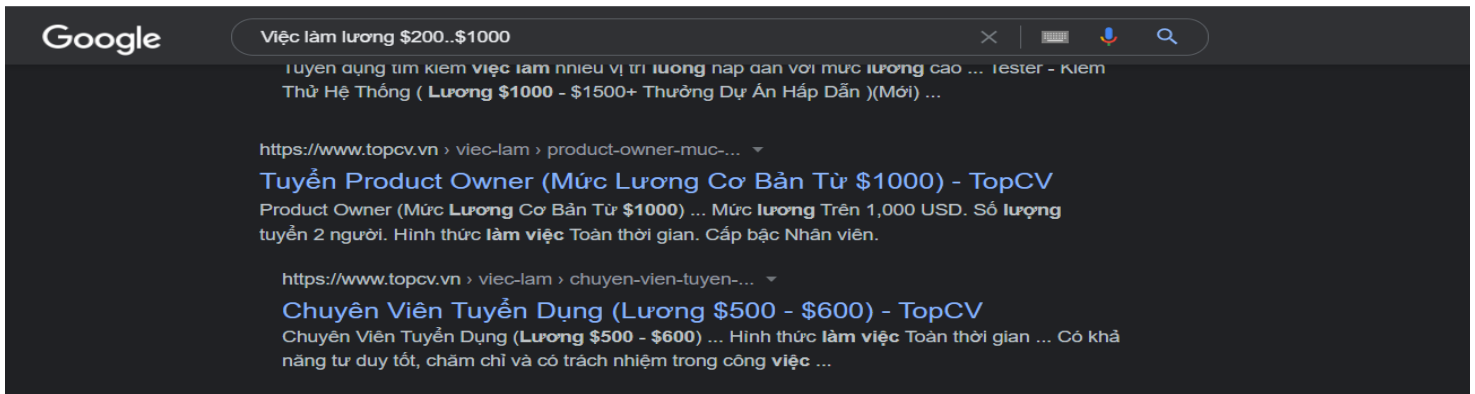 Google
Việc làm lương $200..$1000
Tuyển dụng tìm kiếm việc làm nhiều vị trí lương hấp dẫn với mức lương cao ... Tester - Kiểm
Thử Hệ Thống ( Lương $1000 - $1500+ Thưởng Dự Án Hấp Dẫn )(Mới) ...
https://www.topcv.vn › viec-lam › product-owner-muc-...
Tuyển Product Owner (Mức Lương Cơ Bản Từ $1000) - TopCV
Product Owner (Mức Lương Cơ Bản Từ $1000) ... Mức lương Trên 1,000 USD. Số lượng
tuyển 2 người. Hình thức làm việc Toàn thời gian. Cấp bậc Nhân viên.
https://www.topcv.vn › viec-lam › chuyen-vien-tuyen-...
Chuyên Viên Tuyển Dụng (Lương $500 - $600) - TopCV
Chuyên Viên Tuyển Dụng (Lương $500 - $600) ... Hình thức làm việc Toàn thời gian ... Có khả
năng tư duy tốt, chăm chỉ và có trách nhiệm trong công việc ...